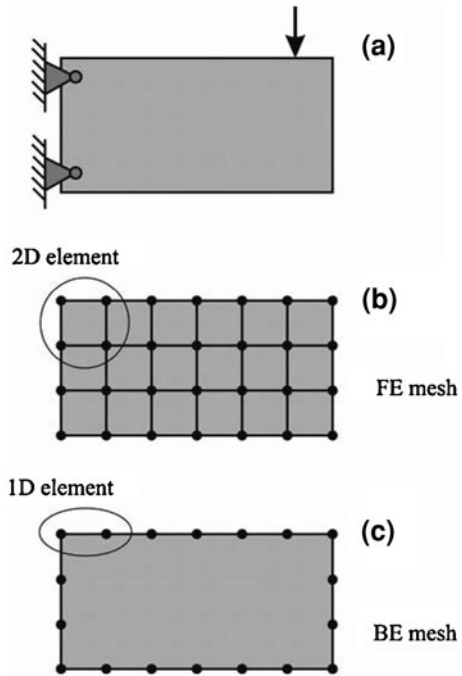 (a)
2D element
(b)
FE mesh
1D element
(c)
BE mesh